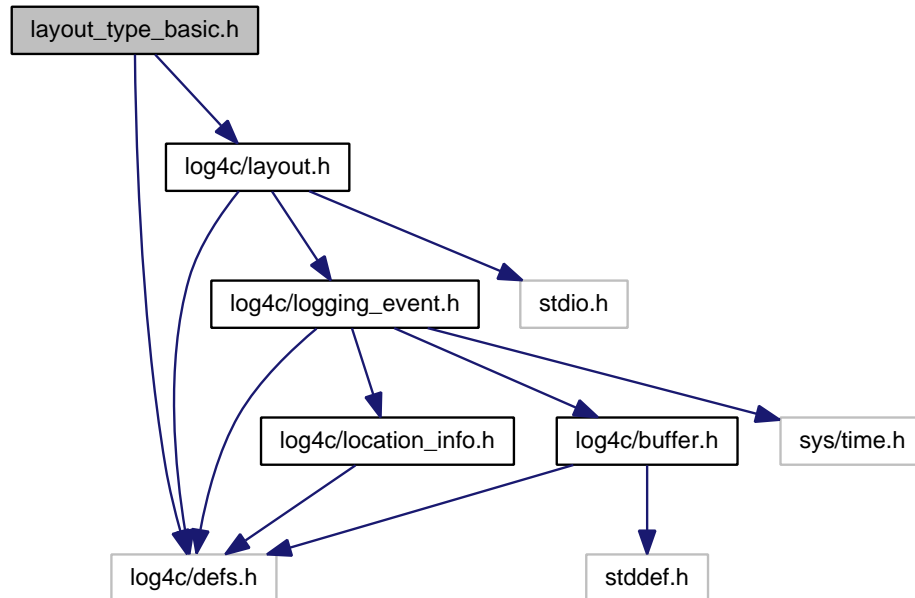 layout_type_basic.h
log4c/layout.h
log4c/logging_event.h
stdio.h
log4c/location_info.h
log4c/buffer.h
sys/time.h
log4c/defs.h
stddef.h